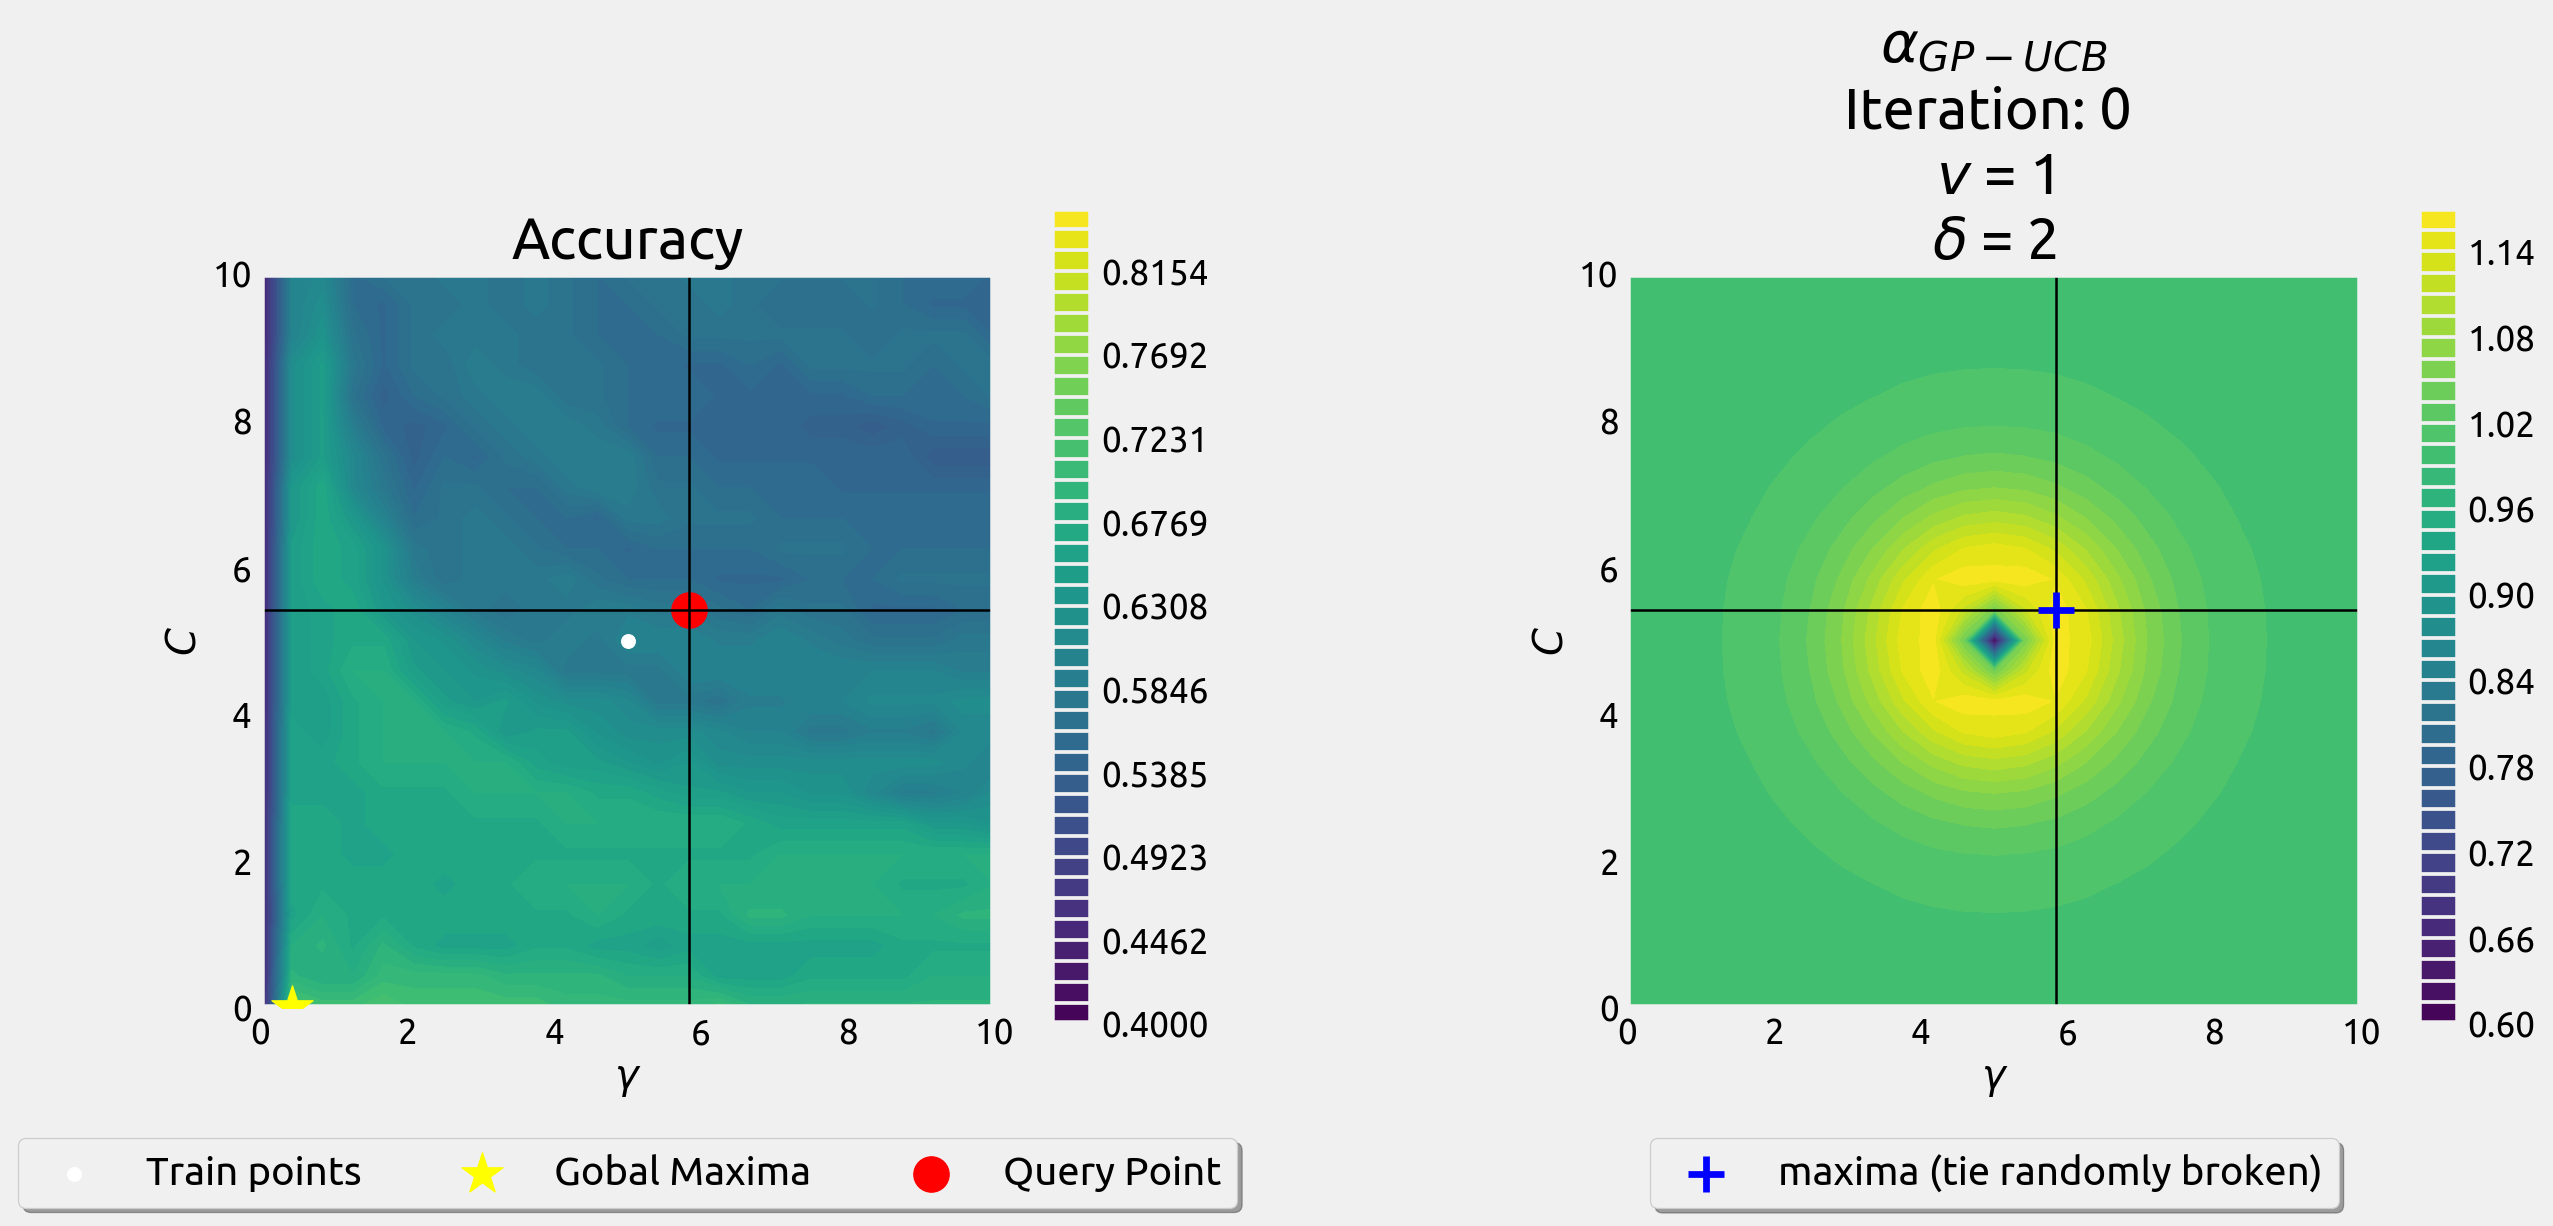 α_{GP − UCB}
Iteration: 0
v = 1
δ = 2
Accuracy
10
8
6
4
2
0
C
0 2 4 6 8 10
γ
0.8154
0.7692
0.7231
0.6769
0.6308
0.5846
0.5385
0.4923
0.4462
0.4000
10
8
6
4
2
0
C
0 2 4 6 8 10
γ
1.14
1.08
1.02
0.96
0.90
0.84
0.78
0.72
0.66
0.60
Train points Gobal Maxima Query Point
maxima (tie randomly broken)